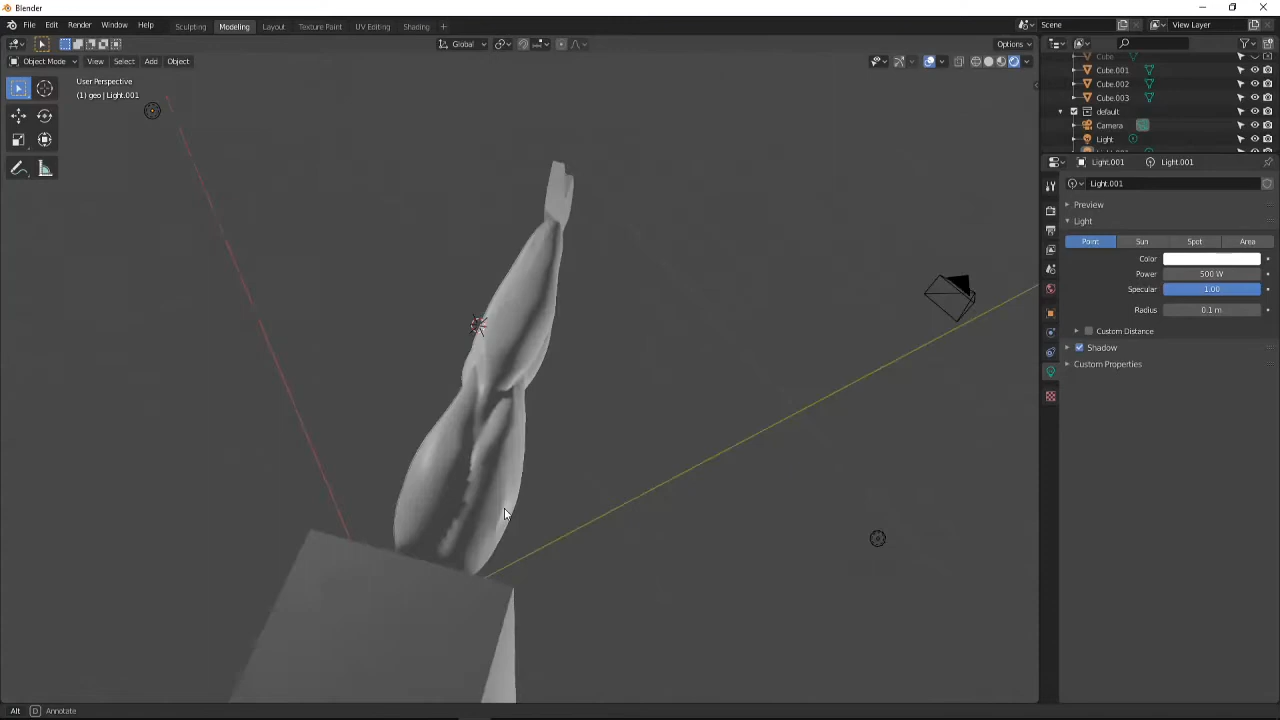 Blender
File Edit Render Window Help Sculpting Modeling Layout Texture Paint UV Editing Shading + Scene View Layer
Global Options
Object Mode View Select Add Object
User Perspective
(1) geo | Light.001
Cube
Cube.001
Cube.002
Cube.003
default
Camera
Light
Light.001 Light.001
Light.001
Preview
Light
Point Sun Spot Area
Color
Power 500 W
Specular 1.00
Radius 0.1 m
Custom Distance
Shadow
Custom Properties
Alt D Annotate